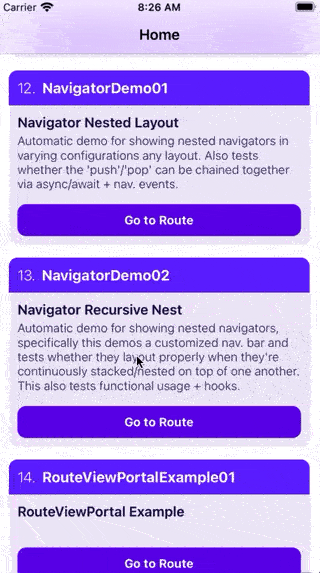 Carrier 8:26 AM
Home
12. NavigatorDemo01
Navigator Nested Layout
Automatic demo for showing nested navigators in
varying configurations any layout. Also tests
whether the 'push'/'pop' can be chained together
via async/await + nav. events.
Go to Route
13. NavigatorDemo02
Navigator Recursive Nest
Automatic demo for showing nested navigators,
specifically this demos a customized nav. bar and
tests whether they layout properly when they're
continuously stacked/nested on top of one another.
This also tests functional usage + hooks.
Go to Route
14. RouteViewPortalExample01
RouteViewPortal Example
Go to Route